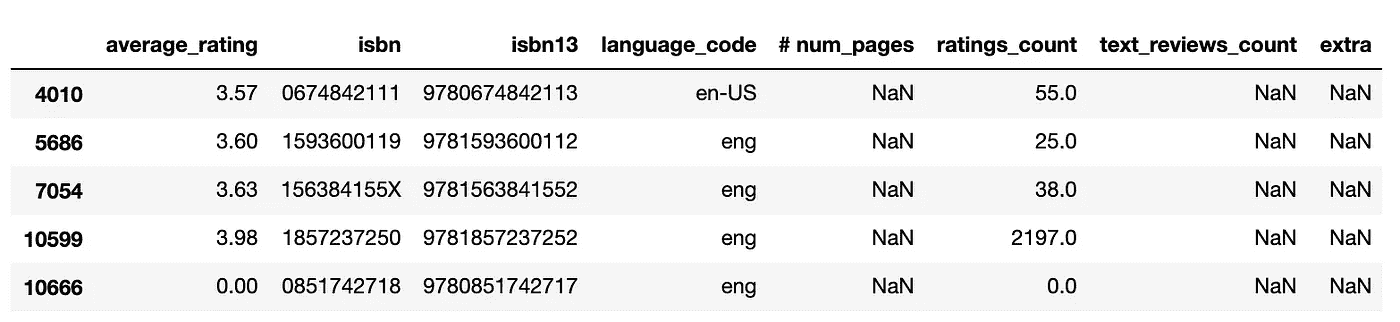 average_rating isbn isbn13 language_code # num_pages ratings_count text_reviews_count extra
4010 3.57 0674842111 9780674842113 en-US NaN 55.0 NaN NaN
5686 3.60 1593600119 9781593600112 eng NaN 25.0 NaN NaN
7054 3.63 156384155X 9781563841552 eng NaN 38.0 NaN NaN
10599 3.98 1857237250 9781857237252 eng NaN 2197.0 NaN NaN
10666 0.00 0851742718 9780851742717 eng NaN 0.0 NaN NaN